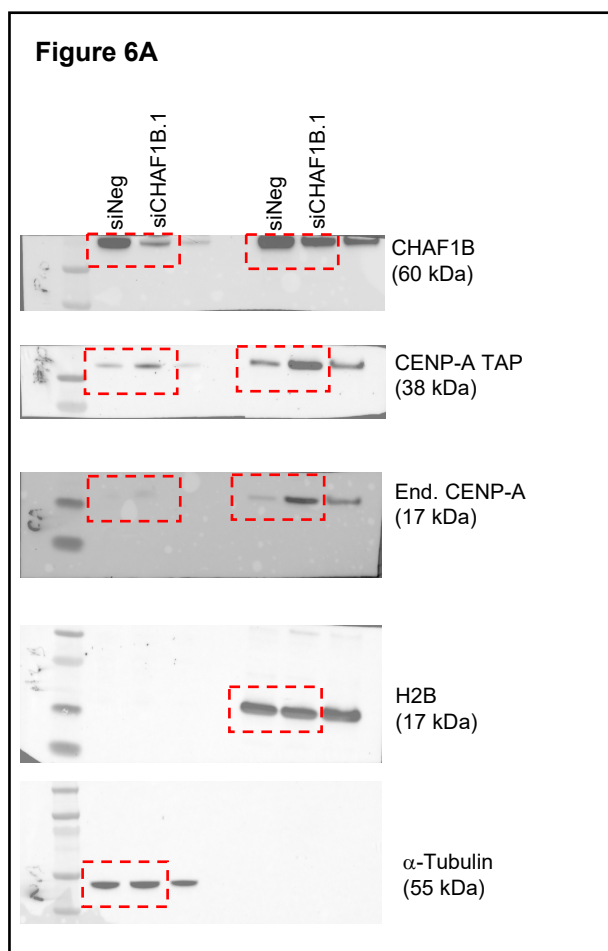 Figure 6A
siNeg
siCHAF1B.1
siNeg
siCHAF1B.1
CHAF1B
(60 kDa)
CENP-A TAP
(38 kDa)
End. CENP-A
(17 kDa)
H2B
(17 kDa)
α-Tubulin
(55 kDa)